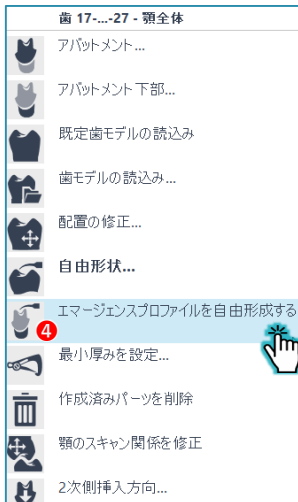 歯 17-...-27 - 顎全体
アバットメント...
アバットメント下部...
既定歯モデルの読込み
歯モデルの読込み...
配置の修正...
自由形状...
エマージェンスプロファイルを自由形成する
4
最小厚みを設定...
作成済みパーツを削除
顎のスキャン関係を修正
2次側挿入方向...